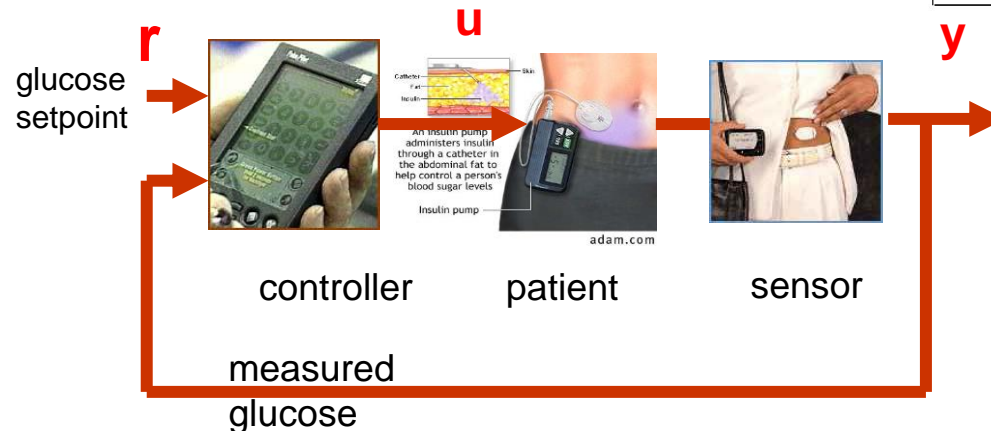 r
u
y
glucose
setpoint
Skin
Catheter
Fat
Insulin
An insulin pump
administers insulin
through a catheter in
the abdominal fat to
help control a person's
blood sugar levels
Insulin pump
adam.com
controller
patient
sensor
measured
glucose